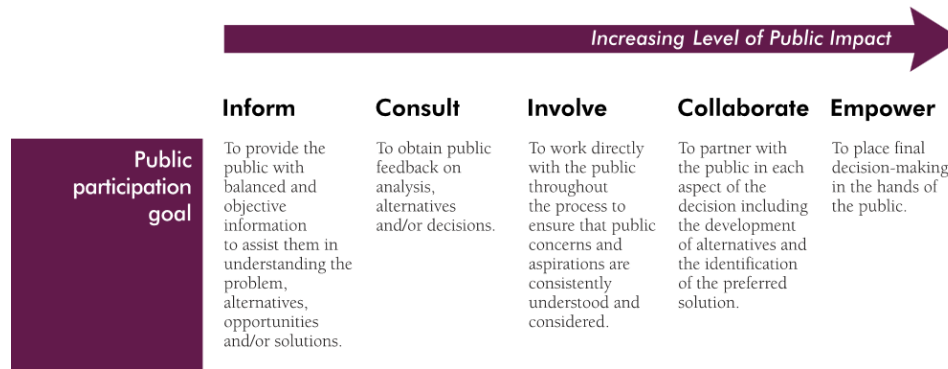 Increasing Level of Public Impact
Inform
Consult
Involve
Collaborate
Empower
Public
participation
goal
To provide the
public with
balanced and
objective
information
to assist them in
understanding the
problem,
alternatives,
opportunities
and/or solutions.
To obtain public
feedback on
analysis,
alternatives
and/or decisions.
To work directly
with the public
throughout
the process to
ensure that public
concerns and
aspirations are
consistently
understood and
considered.
To partner with
the public in each
aspect of the
decision including
the development
of alternatives and
the identification
of the preferred
solution.
To place final
decision-making
in the hands of
the public.